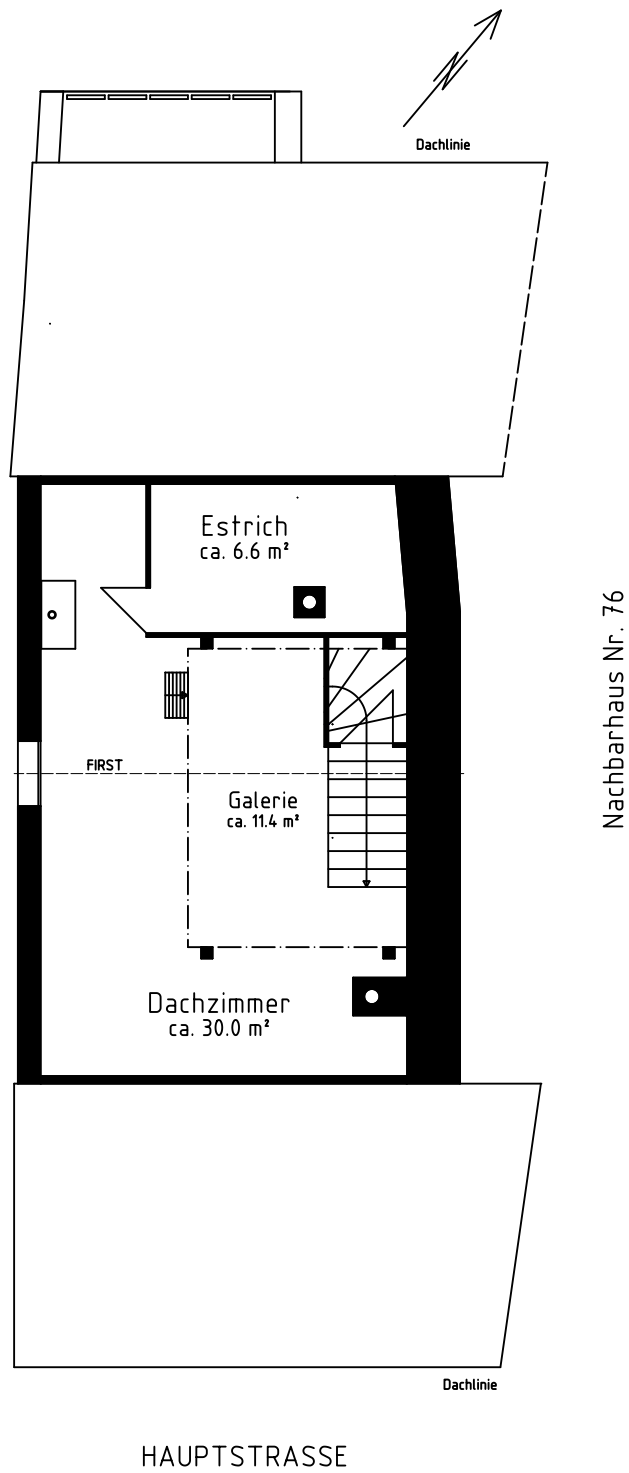 Dachlinie
Estrich
ca. 6.6 m²
Nachbarhaus Nr. 76
FIRST
Galerie
ca. 11.4 m²
Dachzimmer
ca. 30.0 m²
Dachlinie
HAUPTSTRASSE